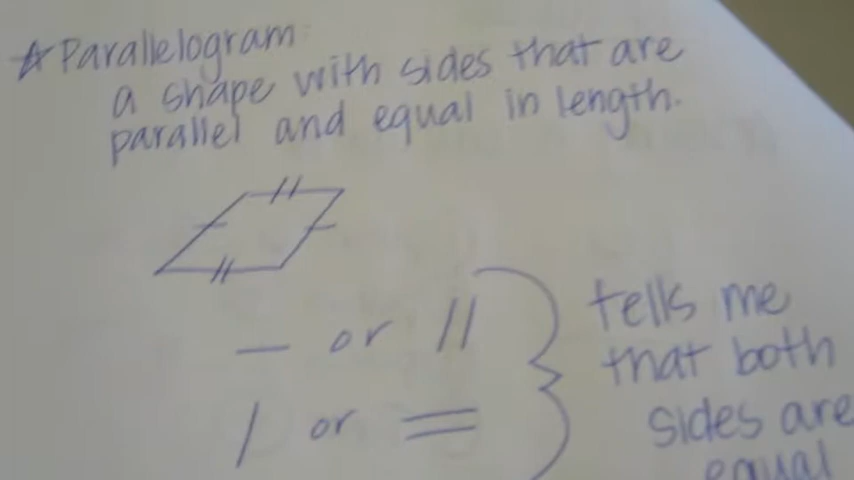 ☆ Parallelogram:
a shape with sides that are
parallel and equal in length.
— or //
/ or =
tells me
that both
sides are
equal